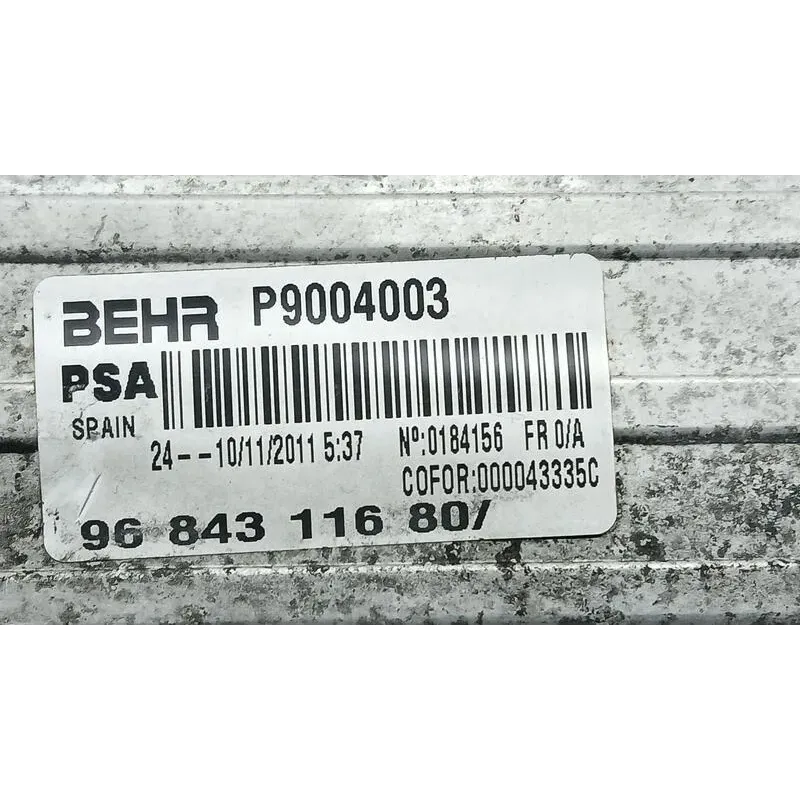 BEHR P9004003
PSA
SPAIN
24--10/11/2011 5:37 Nº:0184156 FR 0/A
COFOR:000043335C
96 843 116 80/